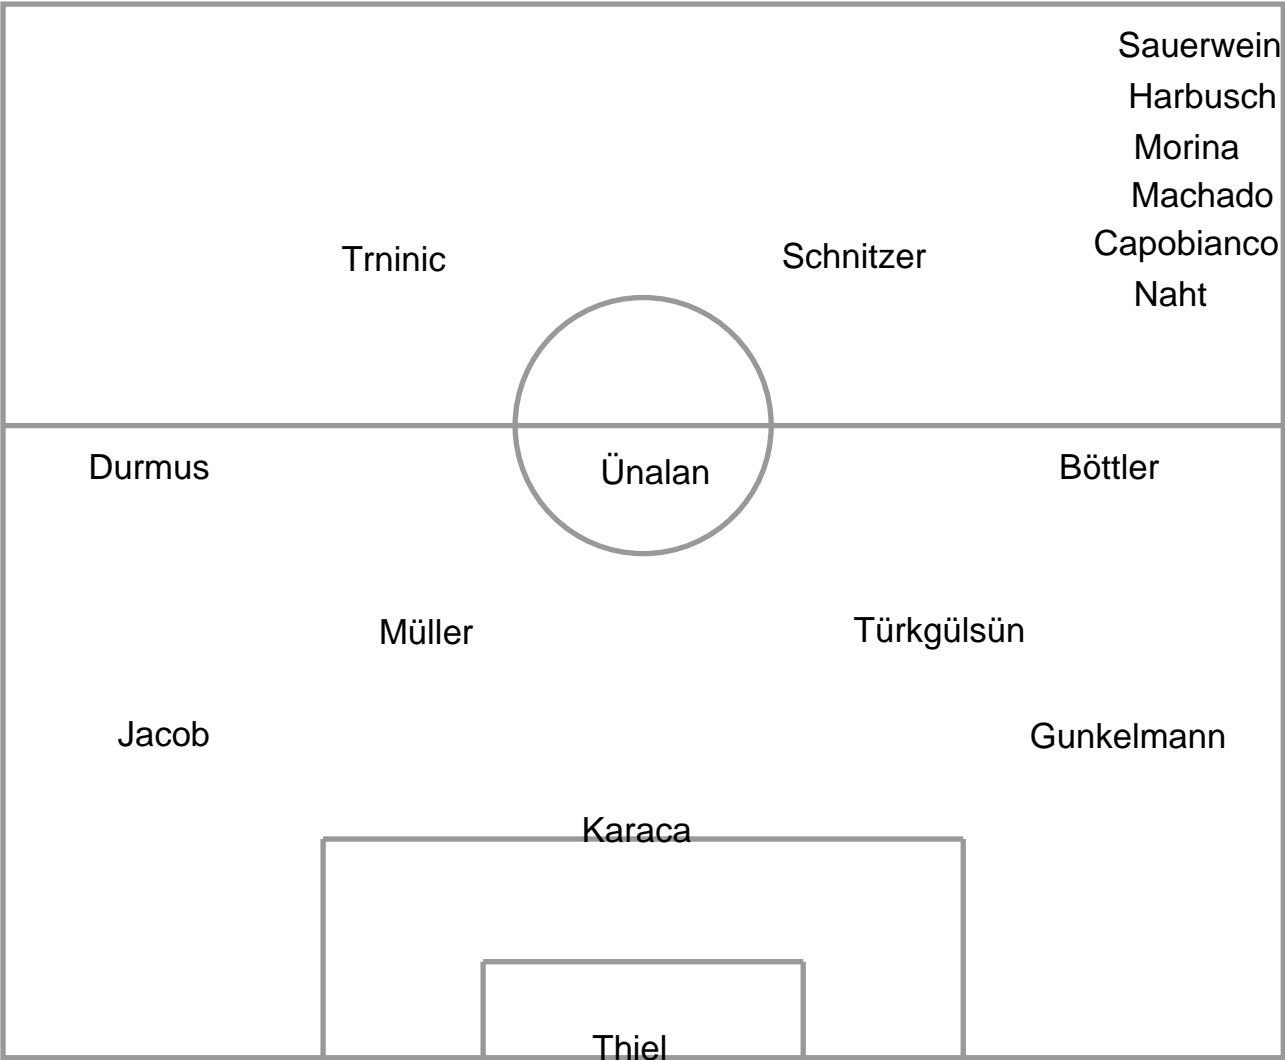 Sauerwein
Harbusch
Morina
Machado
Capobianco
Naht
Trninic
Schnitzer
Durmus
Ünalan
Böttler
Müller
Türkgülsün
Jacob
Gunkelmann
Karaca
Thiel